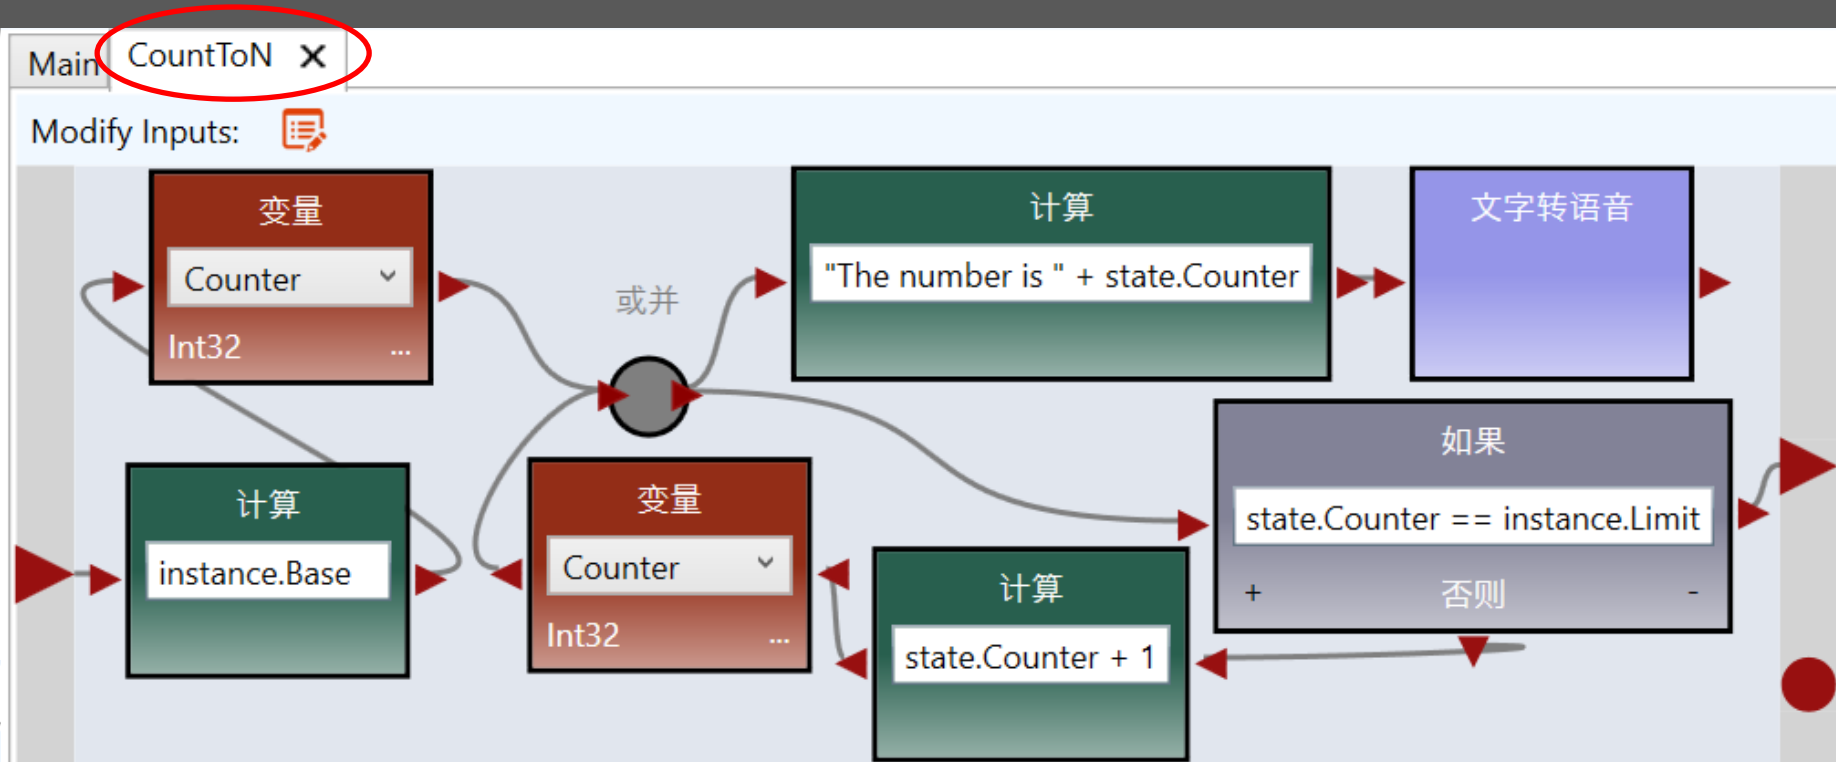 Main
CountToN
Modify Inputs:
变量
Counter
Int32
...
或并
计算
"The number is " + state.Counter
文字转语音
计算
instance.Base
变量
Counter
Int32
...
如果
state.Counter == instance.Limit
+ 否则 -
计算
state.Counter + 1